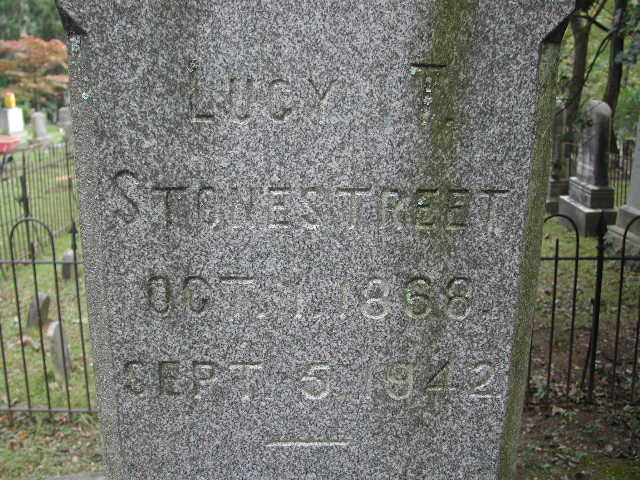 LUCY T.
STONESTREET
OCT. 1. 1868.
SEPT. 5. 1942.